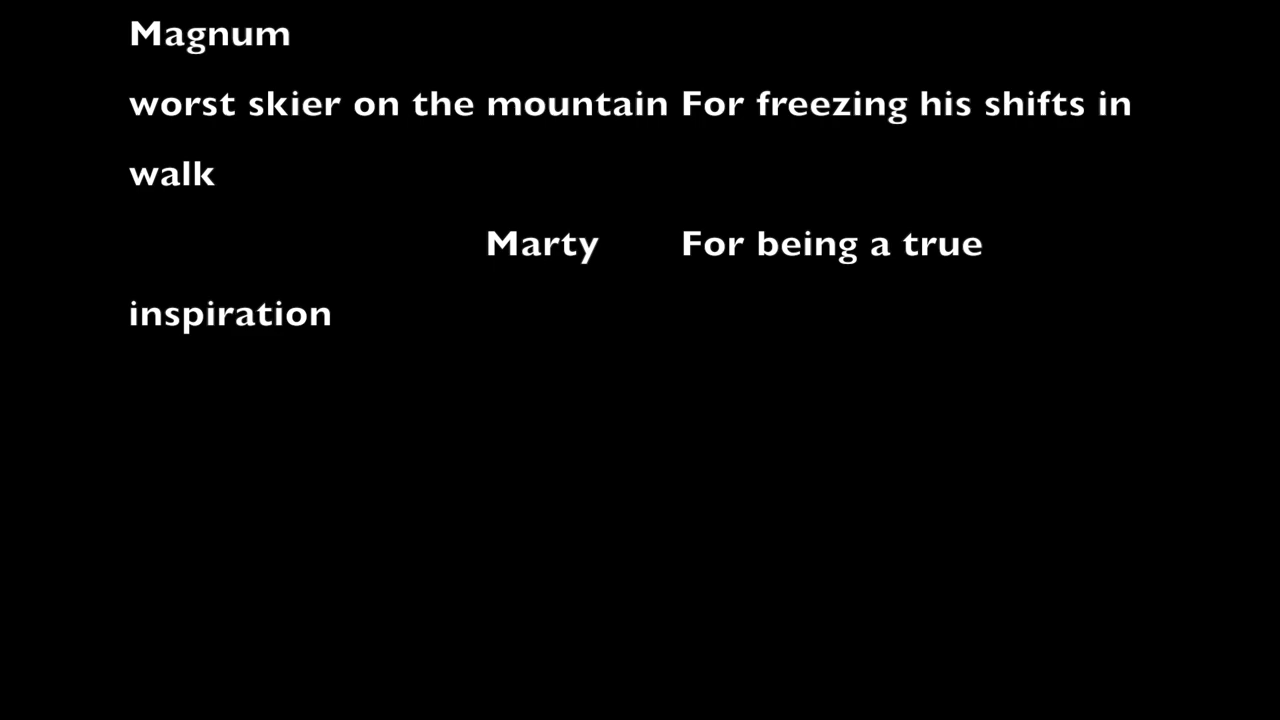 Magnum
worst skier on the mountain For freezing his shifts in
walk
Marty For being a true
inspiration